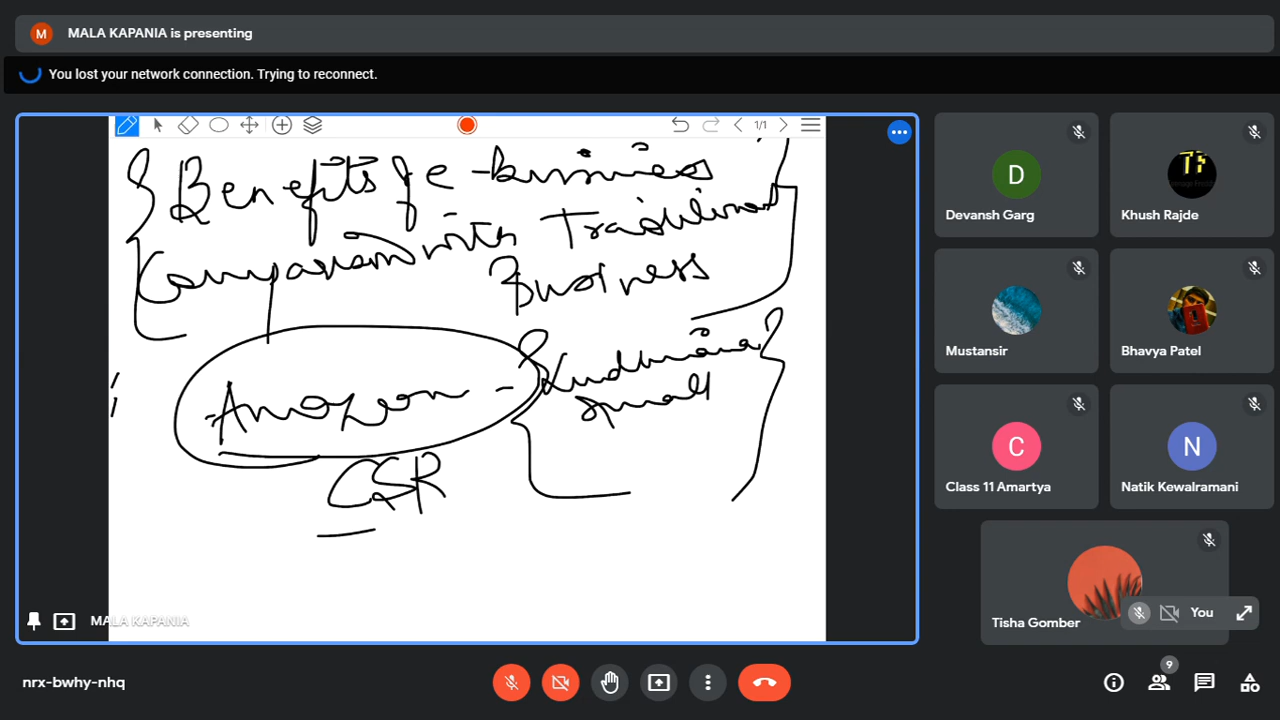 M MALA KAPANIA is presenting
You lost your network connection. Trying to reconnect.
1/1
Benefits of e-business
Comparison with Traditional
Business
- Amazon - Ludhiana
small
CSR
MALA KAPANIA
D
Devansh Garg
Khush Rajde
Mustansir
Bhavya Patel
C
Class 11 Amartya
N
Natik Kewalramani
Tisha Gomber
You
nrx-bwhy-nhq
9